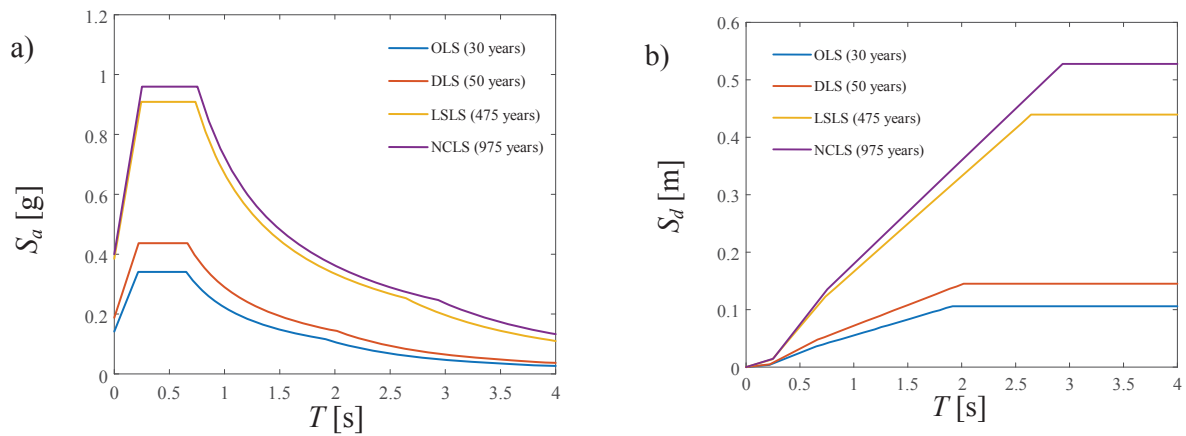 a)
1.2
1
0.8
0.6
0.4
0.2
0
S_a [g]
OLS (30 years)
DLS (50 years)
LSLS (475 years)
NCLS (975 years)
0 0.5 1 1.5 2 2.5 3 3.5 4
T [s]
b)
0.6
0.5
0.4
0.3
0.2
0.1
0
S_d [m]
OLS (30 years)
DLS (50 years)
LSLS (475 years)
NCLS (975 years)
0 0.5 1 1.5 2 2.5 3 3.5 4
T [s]